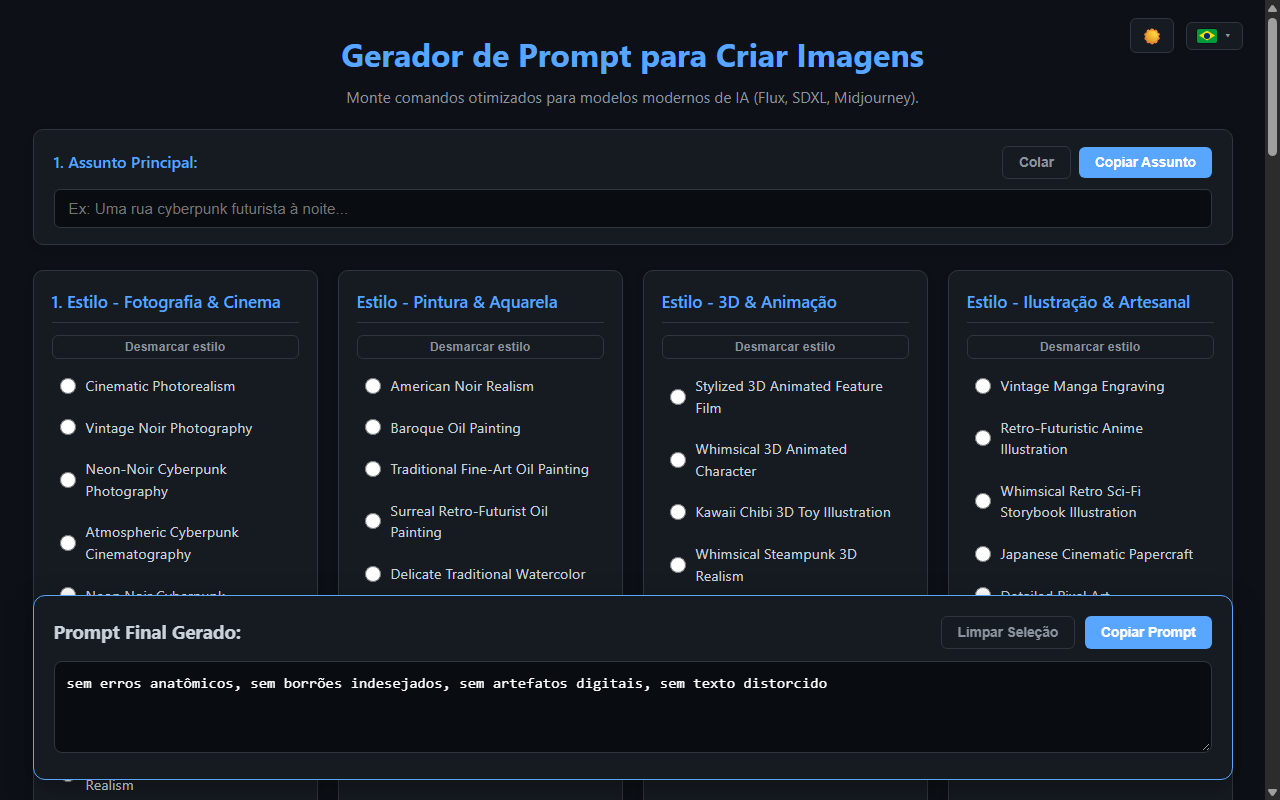 Gerador de Prompt para Criar Imagens
Monte comandos otimizados para modelos modernos de IA (Flux, SDXL, Midjourney).
1. Assunto Principal:
Colar
Copiar Assunto
Ex: Uma rua cyberpunk futurista à noite...
1. Estilo - Fotografia & Cinema
Desmarcar estilo
Cinematic Photorealism
Vintage Noir Photography
Neon-Noir Cyberpunk
Photography
Atmospheric Cyberpunk
Cinematography
Neon-Noir Cyberpunk
Realism
Estilo - Pintura & Aquarela
Desmarcar estilo
American Noir Realism
Baroque Oil Painting
Traditional Fine-Art Oil Painting
Surreal Retro-Futurist Oil
Painting
Delicate Traditional Watercolor
Estilo - 3D & Animação
Desmarcar estilo
Stylized 3D Animated Feature
Film
Whimsical 3D Animated
Character
Kawaii Chibi 3D Toy Illustration
Whimsical Steampunk 3D
Realism
Estilo - Ilustração & Artesanal
Desmarcar estilo
Vintage Manga Engraving
Retro-Futuristic Anime
Illustration
Whimsical Retro Sci-Fi
Storybook Illustration
Japanese Cinematic Papercraft
Detailed Pixel Art
Prompt Final Gerado:
Limpar Seleção
Copiar Prompt
sem erros anatômicos, sem borrões indesejados, sem artefatos digitais, sem texto distorcido